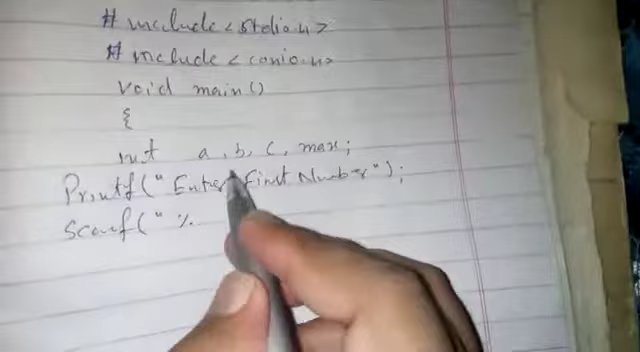 # include <stdio.h>
# include <conio.h>
void main()
{
int a, b, c, max;
Printf(" Enter First Number");
Scanf(" %